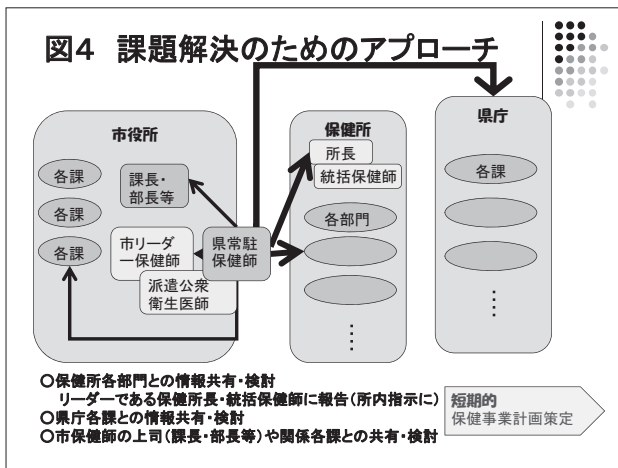 図4 課題解決のためのアプローチ
市役所
各課
各課
各課
課長・
部長等
市リーダ
ー保健師
派遣公衆
衛生医師
県常駐
保健師
保健所
所長
統括保健師
各部門
⋮
県庁
各課
⋮
○保健所各部門との情報共有・検討
リーダーである保健所長・統括保健師に報告(所内指示に)
○県庁各課との情報共有・検討
○市保健師の上司(課長・部長等)や関係各課との共有・検討
短期的
保健事業計画策定